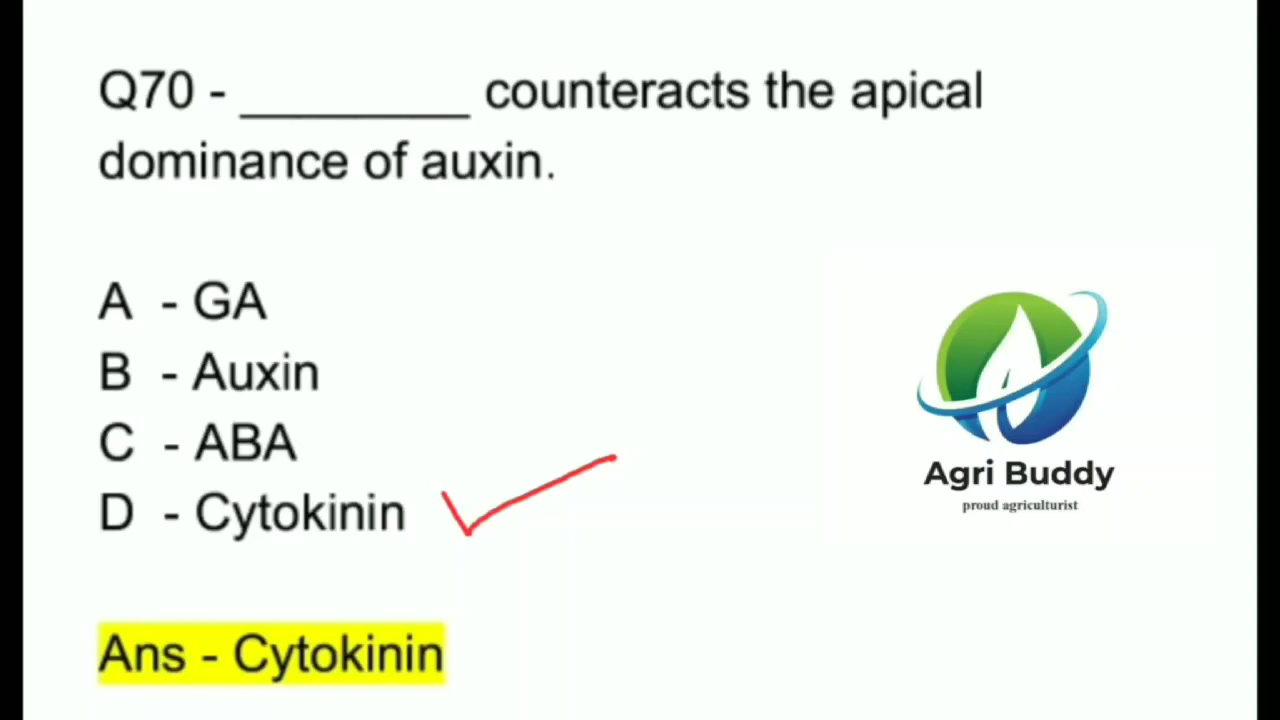 Q70 - _________ counteracts the apical
dominance of auxin.
A - GA
B - Auxin
C - ABA
D - Cytokinin
Agri Buddy
proud agriculturist
Ans - Cytokinin